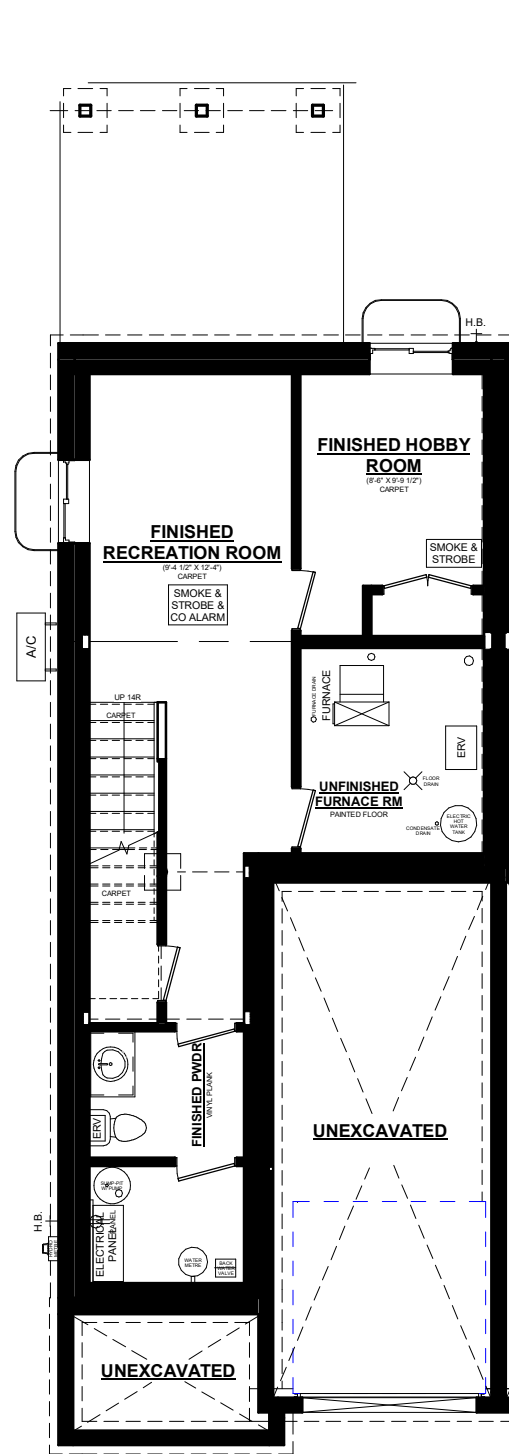 H.B.
FINISHED HOBBY
ROOM
(8'-6" X 9'-9 1/2")
CARPET
FINISHED
RECREATION ROOM
(9'-4 1/2" X 12'-4")
CARPET
SMOKE &
STROBE
SMOKE &
STROBE &
CO ALARM
A/C
UP 14R
CARPET
FURNACE DRAIN
FURNACE
ERV
UNFINISHED
FURNACE RM
PAINTED FLOOR
FLOOR
DRAIN
CONDENSATE
DRAIN
ELECTRIC
HOT
WATER
TANK
CARPET
FINISHED PWDR
VINYL PLANK
ERV
UNEXCAVATED
SUMP-PIT
W/ PUMP
H.B.
ELECTRICAL
PANEL
PANEL
WATER
METRE
BACK
WATER
VALVE
UNEXCAVATED